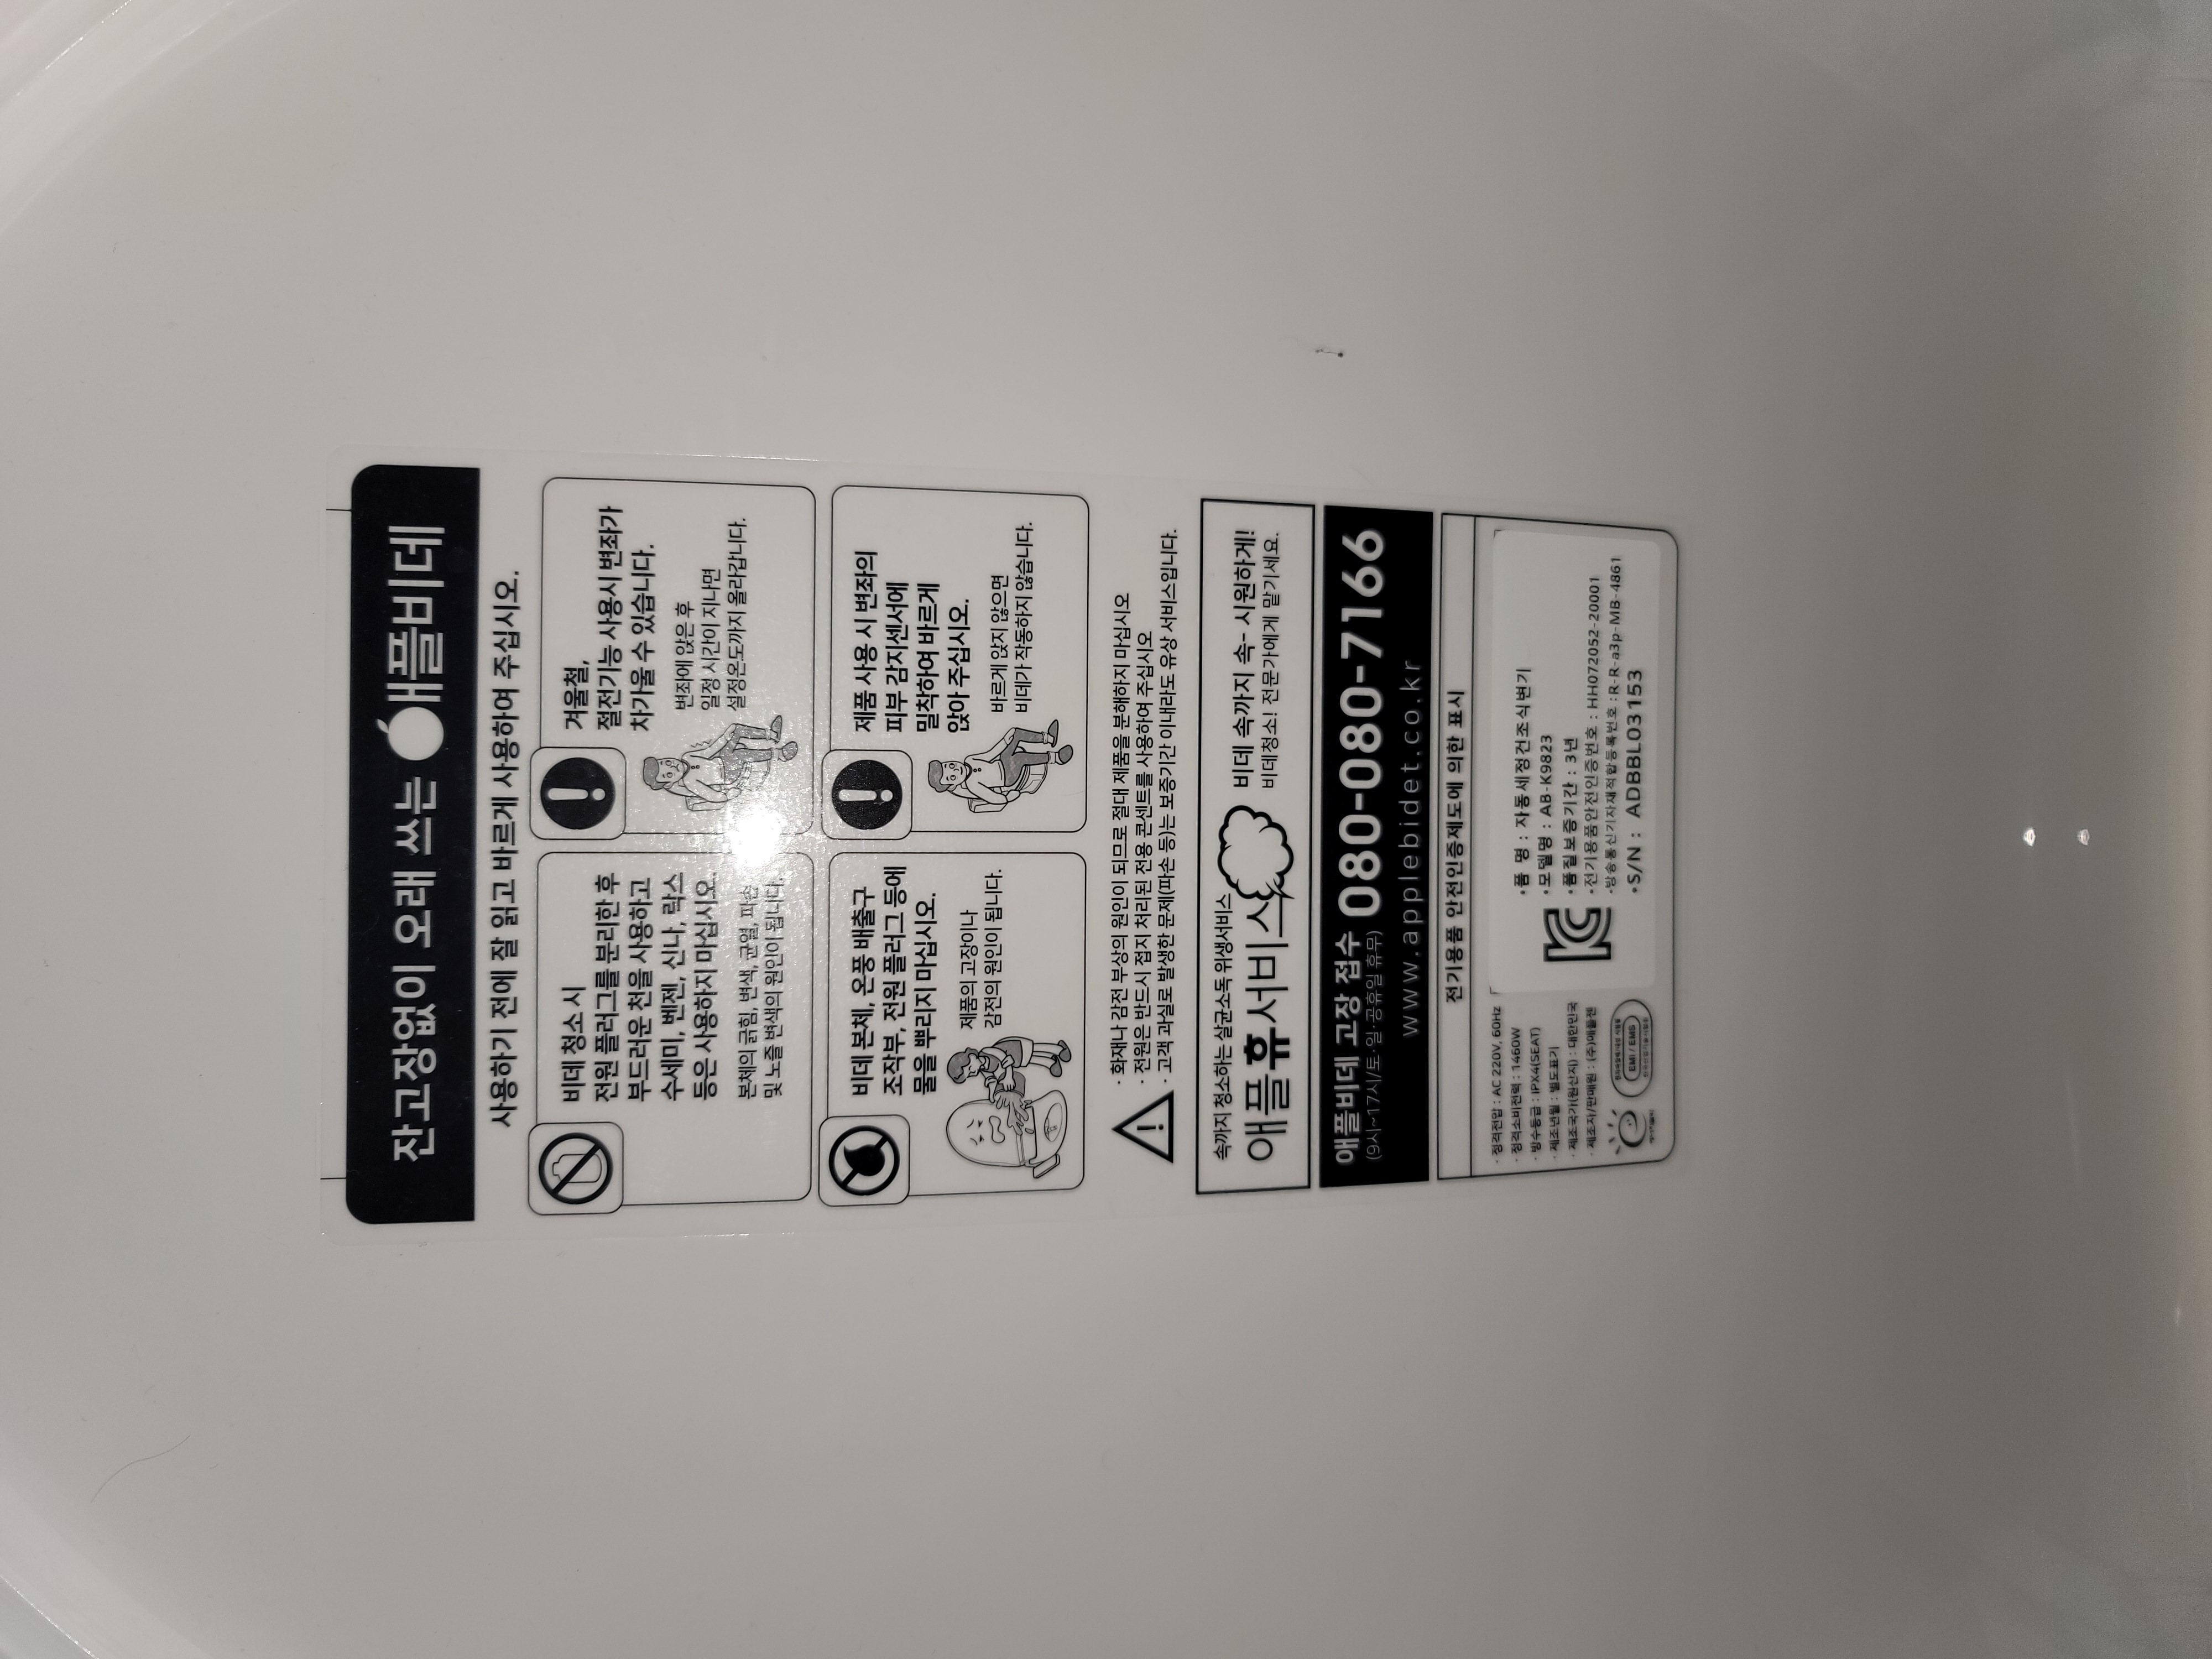 잔고장없이 오래 쓰는 애플비데
사용하기 전에 잘 읽고 바르게 사용하여 주십시오.
비데 청소 시
전원 플러그를 분리한 후
부드러운 천을 사용하고
수세미, 벤젠, 신나, 락스
등은 사용하지 마십시오.
본체의 긁힘, 변색, 균열, 파손
및 노즐 변색의 원인이 됩니다.
겨울철,
절전기능 사용시 변좌가
차가울 수 있습니다.
변좌에 앉은 후
일정 시간이 지나면
설정온도까지 올라갑니다.
비데 본체, 온풍 배출구
조작부, 전원 플러그 등에
물을 뿌리지 마십시오.
제품의 고장이나
감전의 원인이 됩니다.
제품 사용 시 변좌의
피부 감지센서에
밀착하여 바르게
앉아 주십시오.
바르게 앉지 않으면
비데가 작동하지 않습니다.
· 화재나 감전 부상의 원인이 되므로 절대 제품을 분해하지 마십시오
· 전원은 반드시 접지 처리된 전용 콘센트를 사용하여 주십시오
· 고객 과실로 발생한 문제(파손 등)는 보증기간 이내라도 유상 서비스입니다.
속까지 청소하는 살균소독 위생서비스
애플휴서비스
비데 속까지 속~ 시원하게!
비데청소! 전문가에게 맡기세요.
애플비데 고장 접수 080-080-7166
(9시~17시/토·일·공휴일 휴무)
www.applebidet.co.kr
전기용품 안전인증제도에 의한 표시
· 정격전압 : AC 220V, 60Hz
· 정격소비전력 : 1460W
· 방수등급 : IPX4(SEAT)
· 제조년월 : 별도표기
· 제조국가(원산지) : 대한민국
· 제조자/판매원 : (주)애플젠
EMI / EMS
•품 명 : 자동세정건조식변기
•모델명 : AB-K9823
•품질보증기간 : 3년
•전기용품안전인증번호 : HH072052-20001
•방송통신기자재적합등록번호 : R-R-a3p-MB-4861
•S/N : ADBBL03153